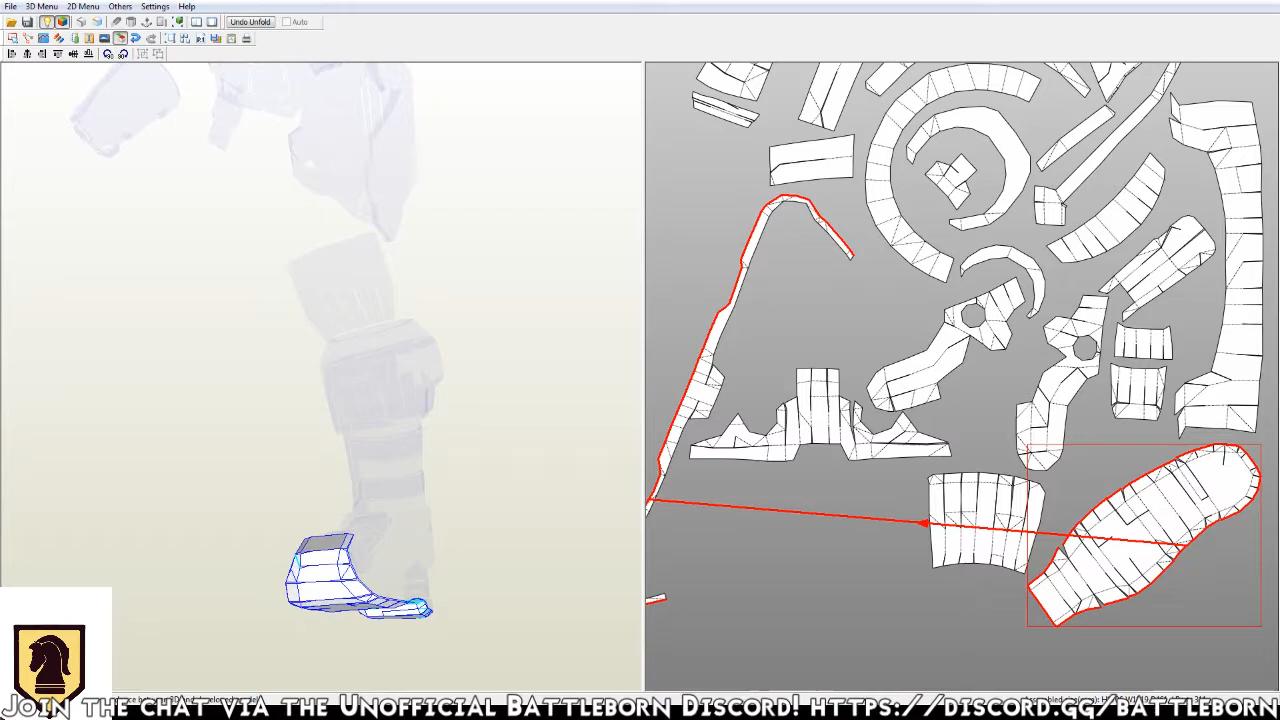 File 3D Menu 2D Menu Others Settings Help
Undo Unfold Auto
Join the chat via the Unofficial Battleborn Discord! https://discord.gg/battleborn